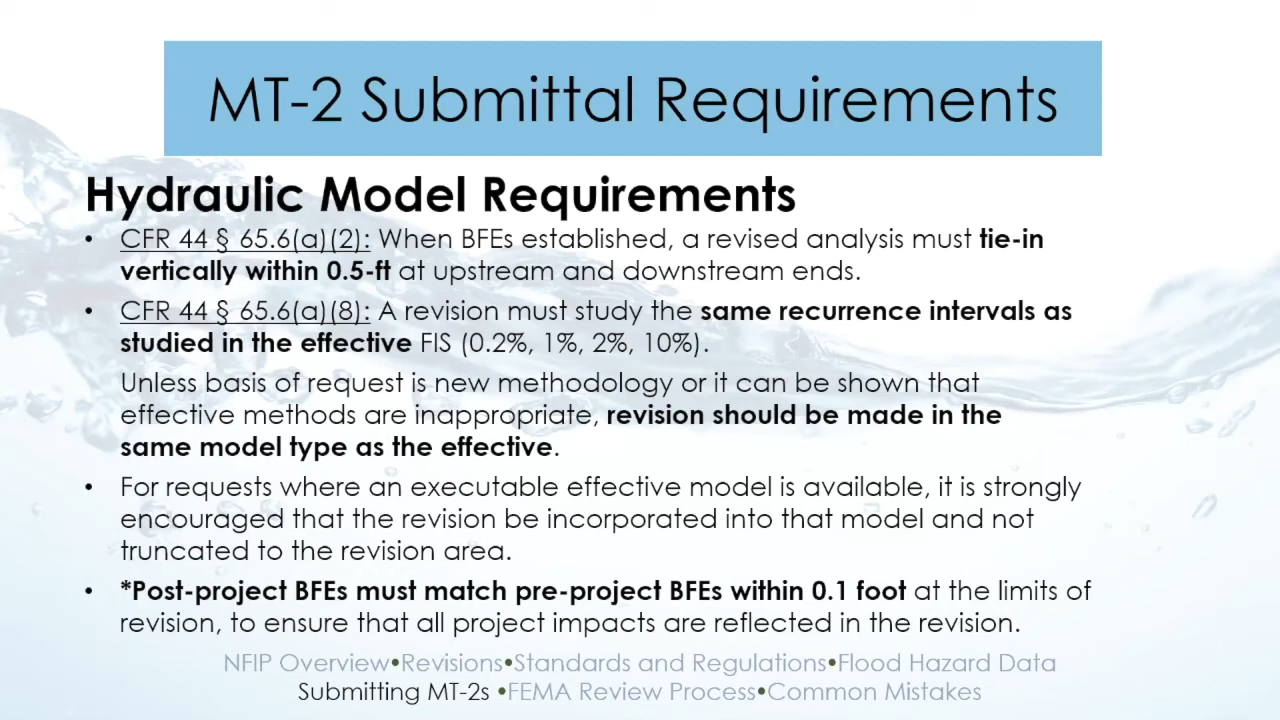 MT-2 Submittal Requirements
Hydraulic Model Requirements
• CFR 44 § 65.6(a)(2): When BFEs established, a revised analysis must tie-in
vertically within 0.5-ft at upstream and downstream ends.
• CFR 44 § 65.6(a)(8): A revision must study the same recurrence intervals as
studied in the effective FIS (0.2%, 1%, 2%, 10%).
Unless basis of request is new methodology or it can be shown that
effective methods are inappropriate, revision should be made in the
same model type as the effective.
• For requests where an executable effective model is available, it is strongly
encouraged that the revision be incorporated into that model and not
truncated to the revision area.
• *Post-project BFEs must match pre-project BFEs within 0.1 foot at the limits of
revision, to ensure that all project impacts are reflected in the revision.
NFIP Overview•Revisions•Standards and Regulations•Flood Hazard Data
Submitting MT-2s •FEMA Review Process•Common Mistakes